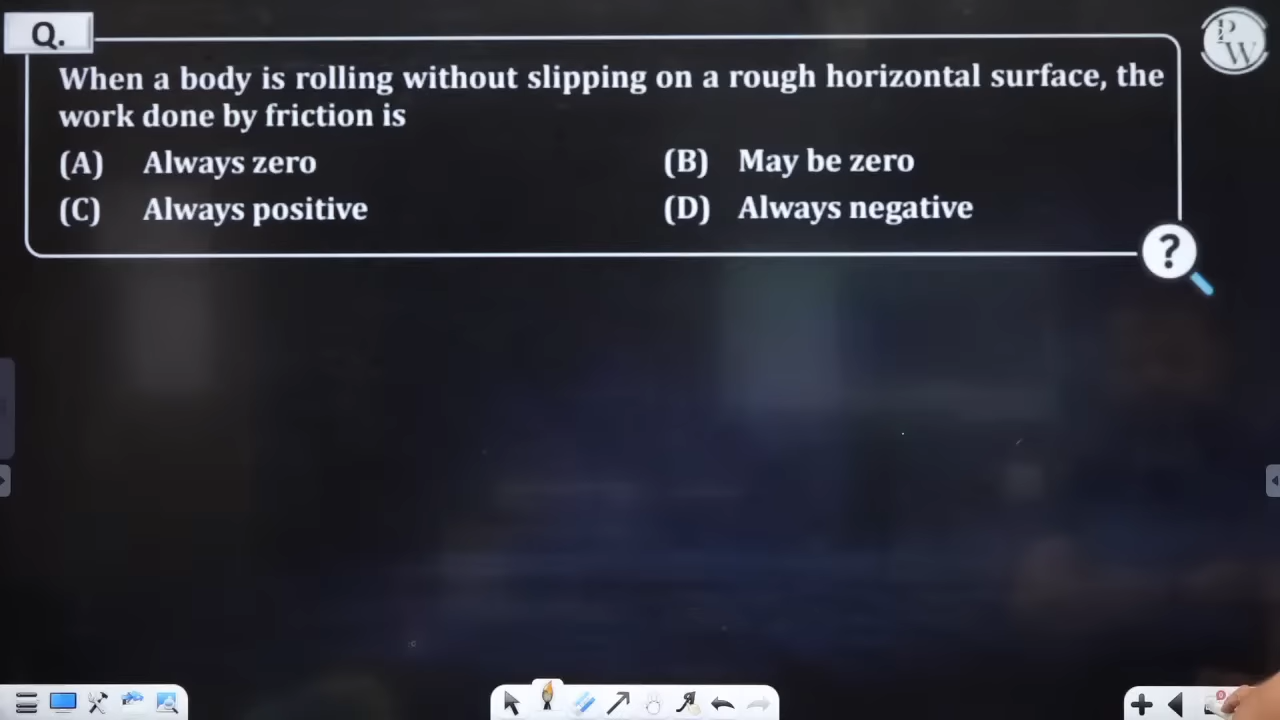 Q.
PW
When a body is rolling without slipping on a rough horizontal surface, the
work done by friction is
(A) Always zero (B) May be zero
(C) Always positive (D) Always negative
?